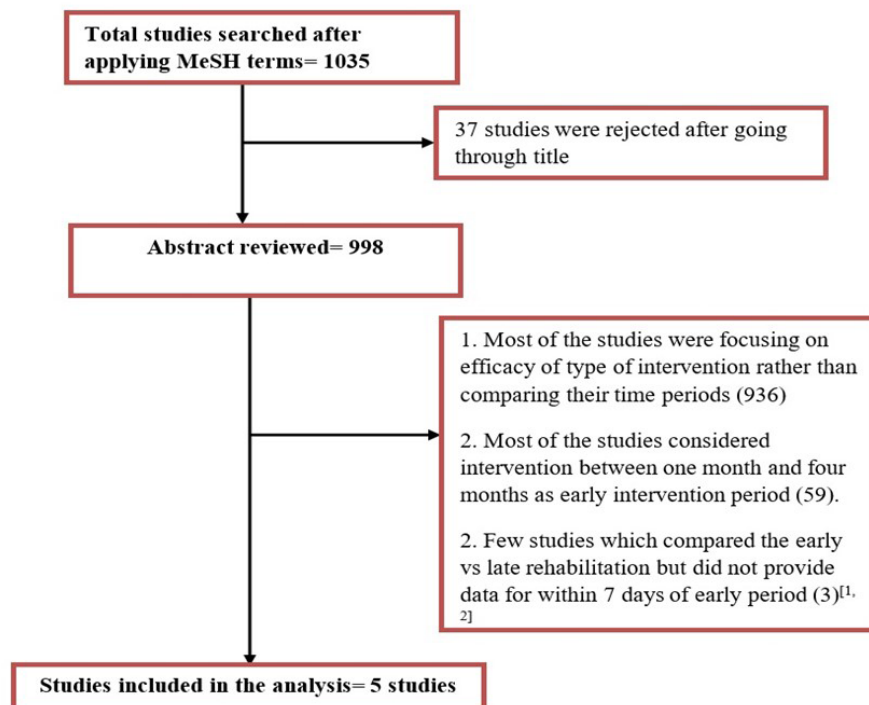 Total studies searched after
applying MeSH terms= 1035
37 studies were rejected after going
through title
Abstract reviewed= 998
1. Most of the studies were focusing on
efficacy of type of intervention rather than
comparing their time periods (936)
2. Most of the studies considered
intervention between one month and four
months as early intervention period (59).
2. Few studies which compared the early
vs late rehabilitation but did not provide
data for within 7 days of early period (3)[1,
2]
Studies included in the analysis= 5 studies